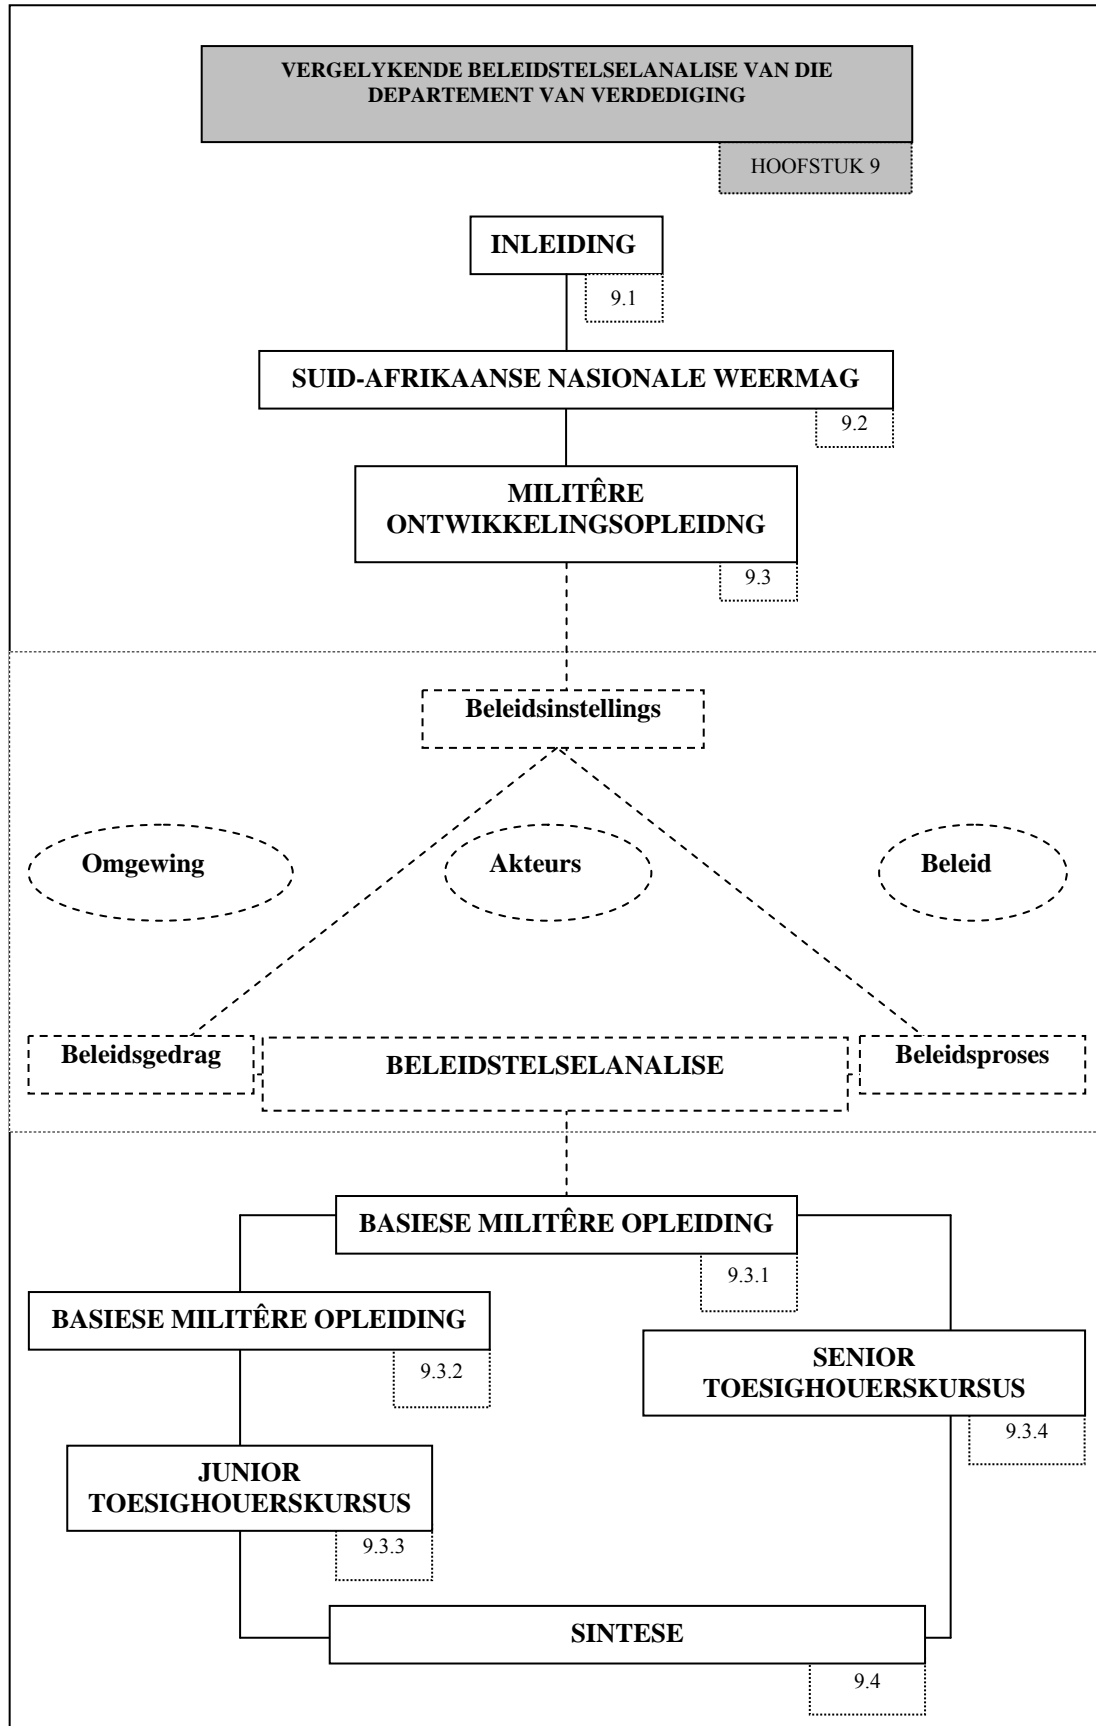 VERGELYKENDE BELEIDSTELSELANALISE VAN DIE
DEPARTEMENT VAN VERDEDIGING
HOOFSTUK 9
INLEIDING
9.1
SUID-AFRIKAANSE NASIONALE WEERMAG
9.2
MILITÊRE
ONTWIKKELINGSOPLEIDNG
9.3
Beleidsinstellings
Omgewing
Akteurs
Beleid
Beleidsgedrag
BELEIDSTELSELANALISE
Beleidsproses
BASIESE MILITÊRE OPLEIDING
9.3.1
BASIESE MILITÊRE OPLEIDING
9.3.2
SENIOR
TOESIGHOUERSKURSUS
9.3.4
JUNIOR
TOESIGHOUERSKURSUS
9.3.3
SINTESE
9.4